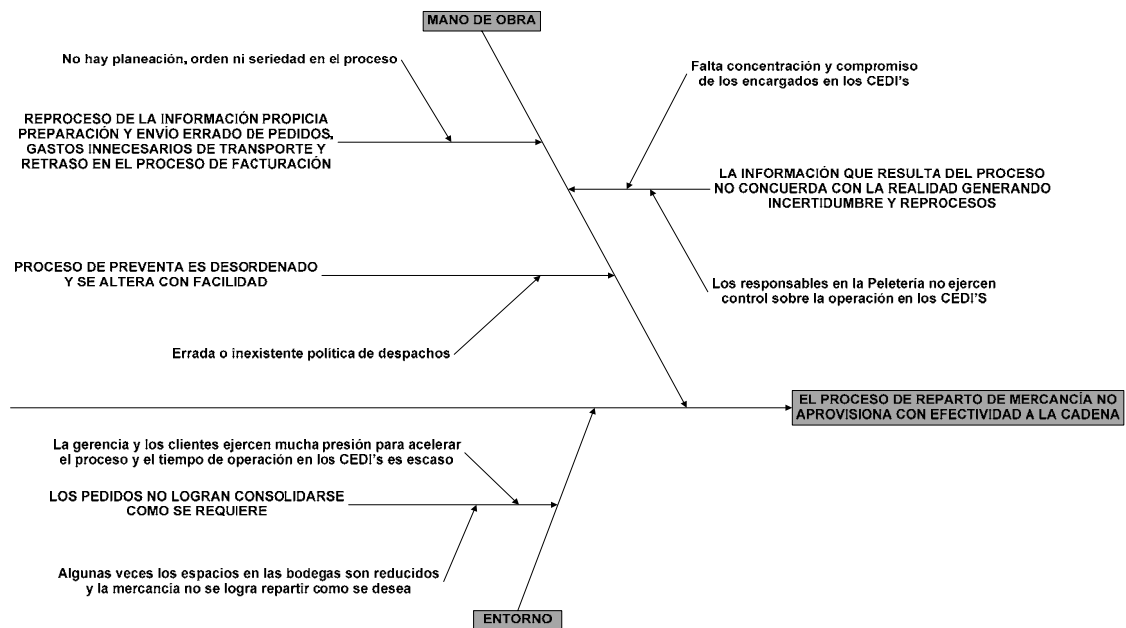 MANO DE OBRA
No hay planeación, orden ni seriedad en el proceso
Falta concentración y compromiso
de los encargados en los CEDI's
REPROCESO DE LA INFORMACIÓN PROPICIA
PREPARACIÓN Y ENVÍO ERRADO DE PEDIDOS,
GASTOS INNECESARIOS DE TRANSPORTE Y
RETRASO EN EL PROCESO DE FACTURACIÓN
LA INFORMACIÓN QUE RESULTA DEL PROCESO
NO CONCUERDA CON LA REALIDAD GENERANDO
INCERTIDUMBRE Y REPROCESOS
PROCESO DE PREVENTA ES DESORDENADO
Y SE ALTERA CON FACILIDAD
Los responsables en la Peletería no ejercen
control sobre la operación en los CEDI'S
Errada o inexistente política de despachos
EL PROCESO DE REPARTO DE MERCANCÍA NO
APROVISIONA CON EFECTIVIDAD A LA CADENA
La gerencia y los clientes ejercen mucha presión para acelerar
el proceso y el tiempo de operación en los CEDI's es escaso
LOS PEDIDOS NO LOGRAN CONSOLIDARSE
COMO SE REQUIERE
Algunas veces los espacios en las bodegas son reducidos
y la mercancía no se logra repartir como se desea
ENTORNO